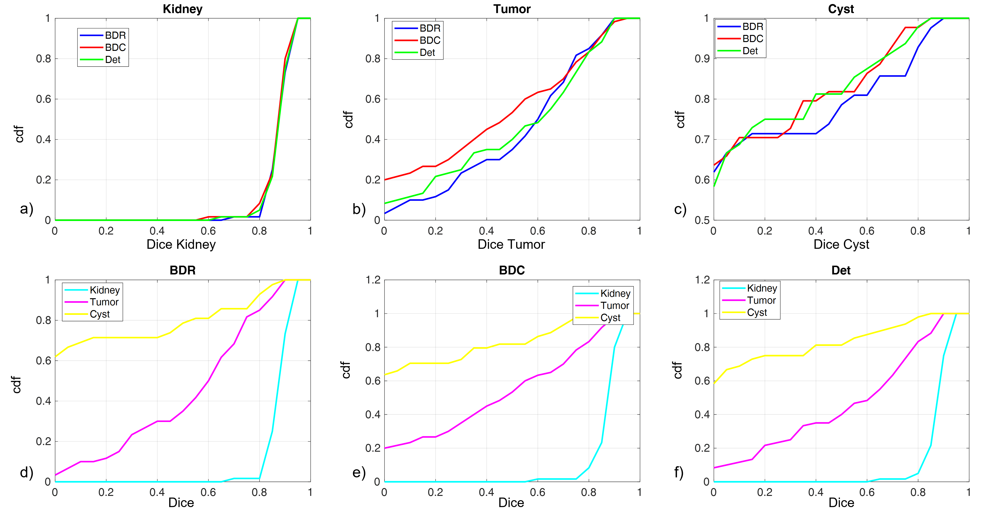 Kidney
1
0.8
0.6
0.4
0.2
0
cdf
BDR
BDC
Det
a)
0 0.2 0.4 0.6 0.8 1
Dice Kidney
Tumor
1
0.8
0.6
0.4
0.2
0
cdf
BDR
BDC
Det
b)
0 0.2 0.4 0.6 0.8 1
Dice Tumor
Cyst
1
0.9
0.8
0.7
0.6
0.5
cdf
BDR
BDC
Det
c)
0 0.2 0.4 0.6 0.8 1
Dice Cyst
BDR
1
0.8
0.6
0.4
0.2
0
cdf
Kidney
Tumor
Cyst
d)
0 0.2 0.4 0.6 0.8 1
Dice
BDC
1.2
1
0.8
0.6
0.4
0.2
0
cdf
Kidney
Tumor
Cyst
e)
0 0.2 0.4 0.6 0.8 1
Dice
Det
1.2
1
0.8
0.6
0.4
0.2
0
cdf
Kidney
Tumor
Cyst
f)
0 0.2 0.4 0.6 0.8 1
Dice